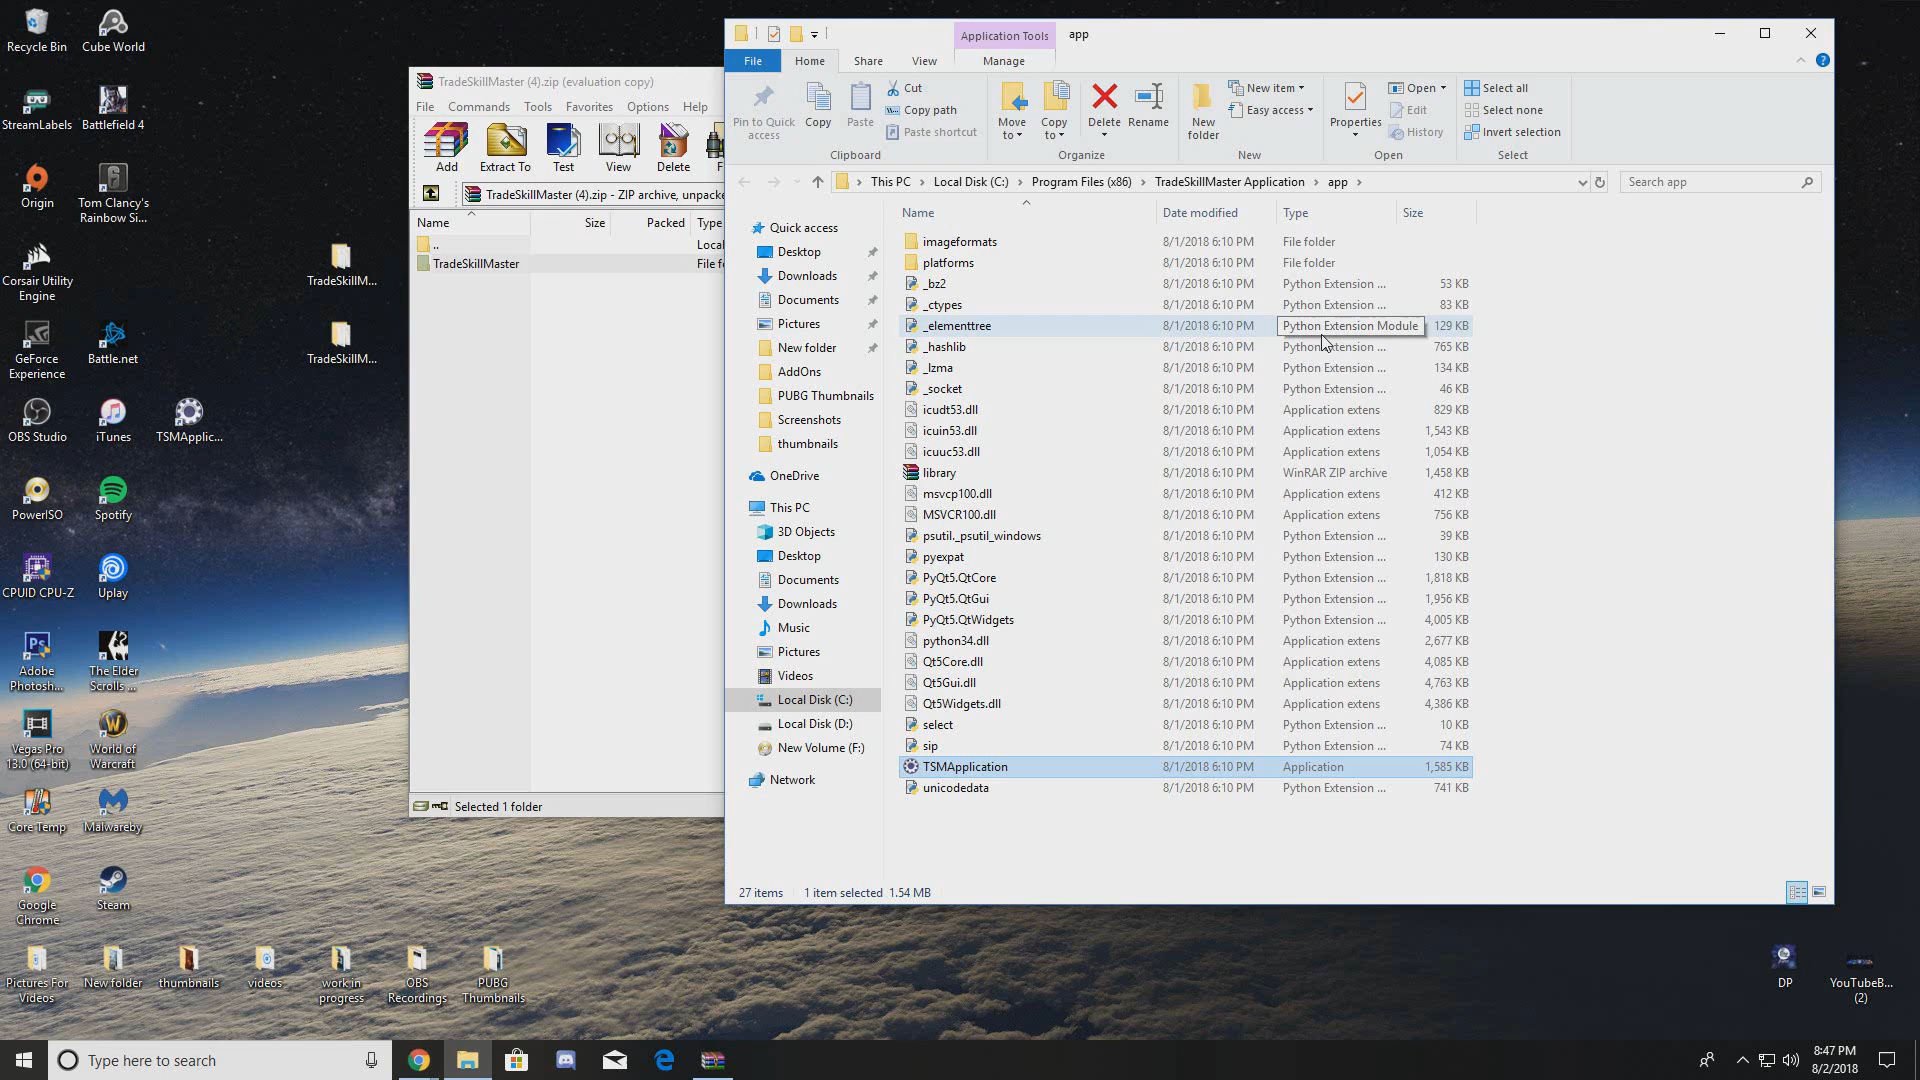 Recycle Bin
Cube World
StreamLabels
Battlefield 4
Origin
Tom Clancy's
Rainbow Si...
Corsair Utility
Engine
TradeSkillM...
GeForce
Experience
Battle.net
TradeSkillM...
OBS Studio
iTunes
TSMApplic...
PowerISO
Spotify
CPUID CPU-Z
Uplay
Adobe
Photosh...
The Elder
Scrolls ...
Vegas Pro
13.0 (64-bit)
World of
Warcraft
Core Temp
Malwareby
Google
Chrome
Steam
Pictures For
Videos
New folder
thumbnails
videos
work in
progress
OBS
Recordings
PUBG
Thumbnails
DP
YouTubeB...
(2)
TradeSkillMaster (4).zip (evaluation copy)
File Commands Tools Favorites Options Help
Add Extract To Test View Delete
TradeSkillMaster (4).zip - ZIP archive, unpacke
Name Size Packed Type
.. Local
TradeSkillMaster File f
Selected 1 folder
Application Tools app
File Home Share View Manage
Pin to Quick
access
Copy
Paste
Cut
Copy path
Paste shortcut
Clipboard
Move
to
Copy
to
Delete
Rename
Organize
New
folder
New item
Easy access
New
Properties
Open
Edit
History
Open
Select all
Select none
Invert selection
Select
This PC > Local Disk (C:) > Program Files (x86) > TradeSkillMaster Application > app >
Search app
Quick access
Desktop
Downloads
Documents
Pictures
New folder
AddOns
PUBG Thumbnails
Screenshots
thumbnails
OneDrive
This PC
3D Objects
Desktop
Documents
Downloads
Music
Pictures
Videos
Local Disk (C:)
Local Disk (D:)
New Volume (F:)
Network
Name Date modified Type Size
imageformats 8/1/2018 6:10 PM File folder
platforms 8/1/2018 6:10 PM File folder
_bz2 8/1/2018 6:10 PM Python Extension ... 53 KB
_ctypes 8/1/2018 6:10 PM Python Extension ... 83 KB
_elementtree 8/1/2018 6:10 PM Python Extension Module 129 KB
_hashlib 8/1/2018 6:10 PM Python Extension ... 765 KB
_lzma 8/1/2018 6:10 PM Python Extension ... 134 KB
_socket 8/1/2018 6:10 PM Python Extension ... 46 KB
icudt53.dll 8/1/2018 6:10 PM Application extens 829 KB
icuin53.dll 8/1/2018 6:10 PM Application extens 1,543 KB
icuuc53.dll 8/1/2018 6:10 PM Application extens 1,054 KB
library 8/1/2018 6:10 PM WinRAR ZIP archive 1,458 KB
msvcp100.dll 8/1/2018 6:10 PM Application extens 412 KB
MSVCR100.dll 8/1/2018 6:10 PM Application extens 756 KB
psutil._psutil_windows 8/1/2018 6:10 PM Python Extension ... 39 KB
pyexpat 8/1/2018 6:10 PM Python Extension ... 130 KB
PyQt5.QtCore 8/1/2018 6:10 PM Python Extension ... 1,818 KB
PyQt5.QtGui 8/1/2018 6:10 PM Python Extension ... 1,956 KB
PyQt5.QtWidgets 8/1/2018 6:10 PM Python Extension ... 4,005 KB
python34.dll 8/1/2018 6:10 PM Application extens 2,677 KB
Qt5Core.dll 8/1/2018 6:10 PM Application extens 4,085 KB
Qt5Gui.dll 8/1/2018 6:10 PM Application extens 4,763 KB
Qt5Widgets.dll 8/1/2018 6:10 PM Application extens 4,386 KB
select 8/1/2018 6:10 PM Python Extension ... 10 KB
sip 8/1/2018 6:10 PM Python Extension ... 74 KB
TSMApplication 8/1/2018 6:10 PM Application 1,585 KB
unicodedata 8/1/2018 6:10 PM Python Extension ... 741 KB
27 items 1 item selected 1.54 MB
Type here to search
8:47 PM
8/2/2018